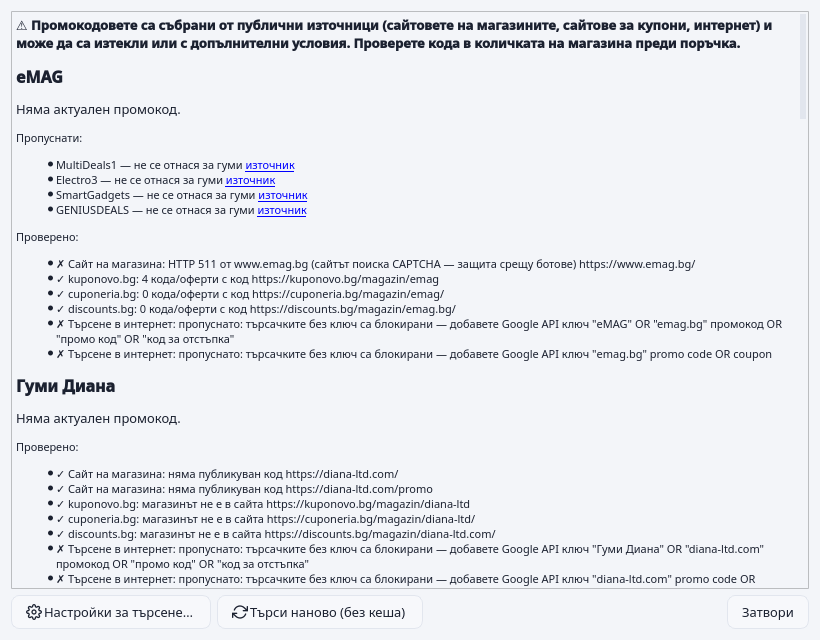 ⚠ Промокодовете са събрани от публични източници (сайтовете на магазините, сайтове за купони, интернет) и
може да са изтекли или с допълнителни условия. Проверете кода в количката на магазина преди поръчка.
eMAG
Няма актуален промокод.
Пропуснати:
• MultiDeals1 — не се отнася за гуми източник
• Electro3 — не се отнася за гуми източник
• SmartGadgets — не се отнася за гуми източник
• GENIUSDEALS — не се отнася за гуми източник
Проверено:
• ✗ Сайт на магазина: HTTP 511 от www.emag.bg (сайтът поиска CAPTCHA — защита срещу ботове) https://www.emag.bg/
• ✓ kuponovo.bg: 4 кода/оферти с код https://kuponovo.bg/magazin/emag
• ✓ cuponeria.bg: 0 кода/оферти с код https://cuponeria.bg/magazin/emag/
• ✓ discounts.bg: 0 кода/оферти с код https://discounts.bg/magazin/emag.bg/
• ✗ Търсене в интернет: пропуснато: търсачките без ключ са блокирани — добавете Google API ключ "eMAG" OR "emag.bg" промокод OR
"промо код" OR "код за отстъпка"
• ✗ Търсене в интернет: пропуснато: търсачките без ключ са блокирани — добавете Google API ключ "emag.bg" promo code OR coupon
Гуми Диана
Няма актуален промокод.
Проверено:
• ✓ Сайт на магазина: няма публикуван код https://diana-ltd.com/
• ✓ Сайт на магазина: няма публикуван код https://diana-ltd.com/promo
• ✓ kuponovo.bg: магазинът не е в сайта https://kuponovo.bg/magazin/diana-ltd
• ✓ cuponeria.bg: магазинът не е в сайта https://cuponeria.bg/magazin/diana-ltd/
• ✓ discounts.bg: магазинът не е в сайта https://discounts.bg/magazin/diana-ltd.com/
• ✗ Търсене в интернет: пропуснато: търсачките без ключ са блокирани — добавете Google API ключ "Гуми Диана" OR "diana-ltd.com"
промокод OR "промо код" OR "код за отстъпка"
• ✗ Търсене в интернет: пропуснато: търсачките без ключ са блокирани — добавете Google API ключ "diana-ltd.com" promo code OR
Настройки за търсене...
Търси наново (без кеша)
Затвори